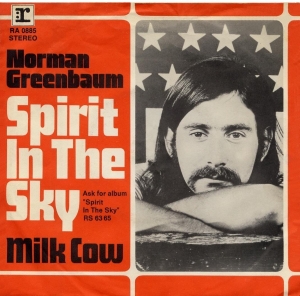 r
RA 0885
STEREO
Norman
Greenbaum
Spirit
In The
Sky
Ask for album
"Spirit
In The Sky"
RS 6365
Milk Cow